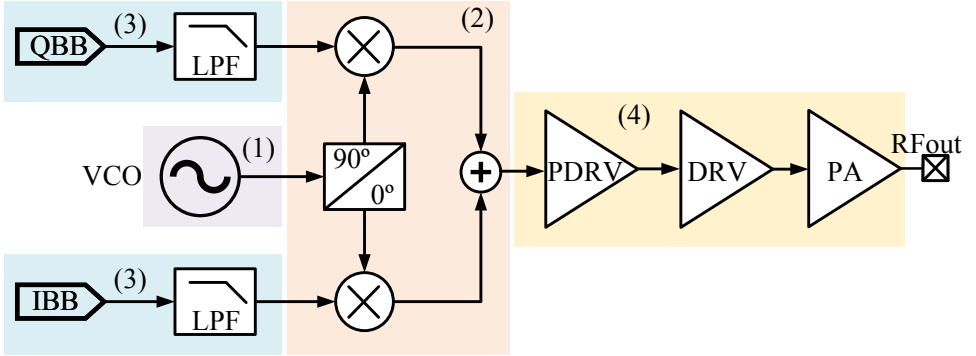 QBB
(3)
LPF
(2)
VCO
(1)
90º
0º
+
PDRV
(4)
DRV
PA
RFout
IBB
(3)
LPF